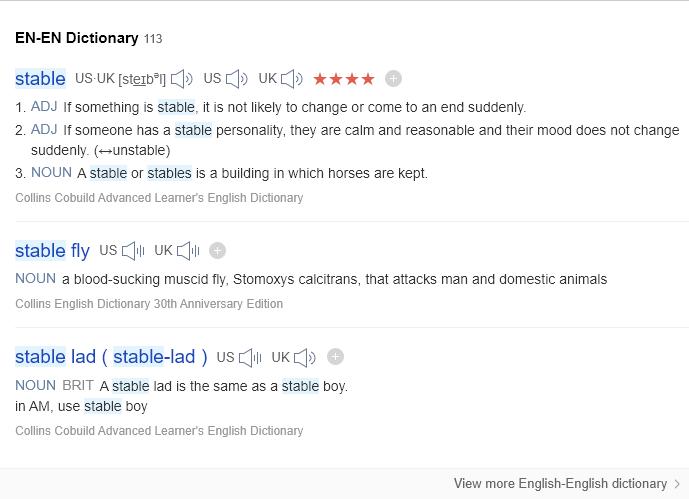 EN-EN Dictionary 113
stable US·UK [steɪbᵊl] US UK ★★★★
1. ADJ If something is stable, it is not likely to change or come to an end suddenly.
2. ADJ If someone has a stable personality, they are calm and reasonable and their mood does not change
suddenly. (↔unstable)
3. NOUN A stable or stables is a building in which horses are kept.
Collins Cobuild Advanced Learner's English Dictionary
stable fly US UK
NOUN a blood-sucking muscid fly, Stomoxys calcitrans, that attacks man and domestic animals
Collins English Dictionary 30th Anniversary Edition
stable lad ( stable-lad ) US UK
NOUN BRIT A stable lad is the same as a stable boy.
in AM, use stable boy
Collins Cobuild Advanced Learner's English Dictionary
View more English-English dictionary >